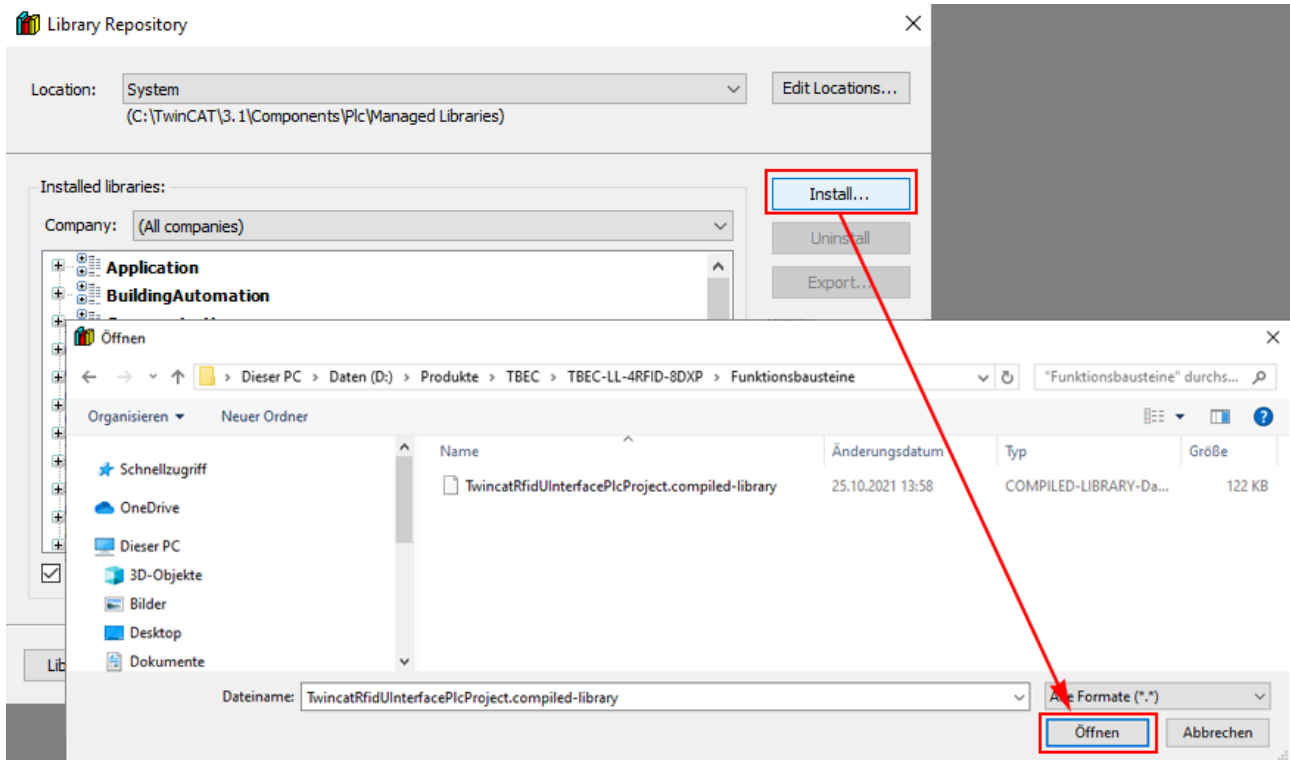 Library Repository
Location: System Edit Locations...
(C:\TwinCAT\3.1\Components\Plc\Managed Libraries)
Installed libraries:
Install...
Company: (All companies)
Uninstall
Application
Export...
BuildingAutomation
Öffnen
Dieser PC > Daten (D:) > Produkte > TBEC > TBEC-LL-4RFID-8DXP > Funktionsbausteine "Funktionsbausteine" durchs...
Organisieren Neuer Ordner
Name Änderungsdatum Typ Größe
Schnellzugriff
TwincatRfidUInterfacePlcProject.compiled-library 25.10.2021 13:58 COMPILED-LIBRARY-Da... 122 KB
OneDrive
Dieser PC
3D-Objekte
Bilder
Desktop
Dokumente
Lib
Dateiname: TwincatRfidUInterfacePlcProject.compiled-library Alle Formate (*.*)
Öffnen Abbrechen